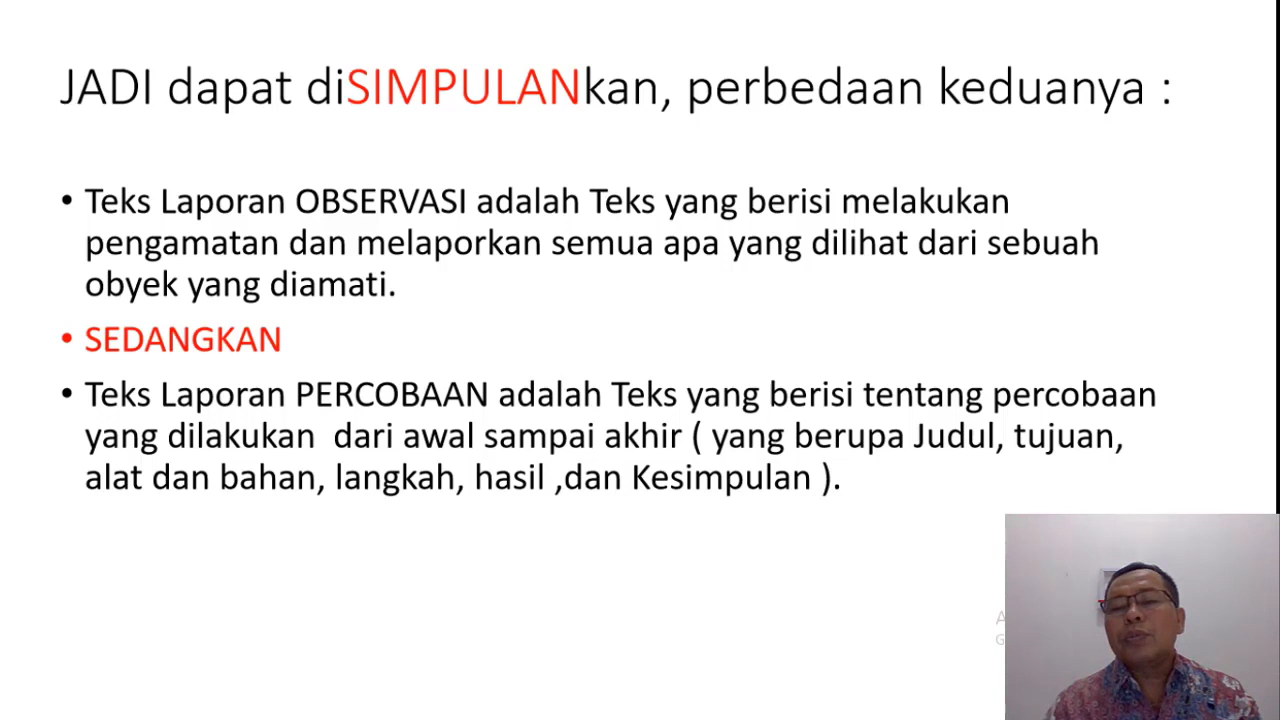 JADI dapat diSIMPULANkan, perbedaan keduanya :
• Teks Laporan OBSERVASI adalah Teks yang berisi melakukan
pengamatan dan melaporkan semua apa yang dilihat dari sebuah
obyek yang diamati.
• SEDANGKAN
• Teks Laporan PERCOBAAN adalah Teks yang berisi tentang percobaan
yang dilakukan  dari awal sampai akhir ( yang berupa Judul, tujuan,
alat dan bahan, langkah, hasil ,dan Kesimpulan ).